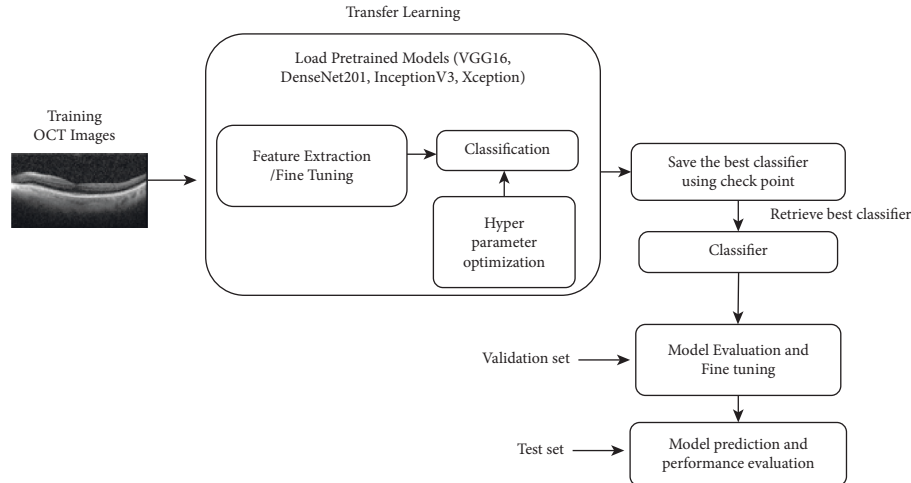 Transfer Learning
Load Pretrained Models (VGG16,
DenseNet201, InceptionV3, Xception)
Training
OCT Images
Feature Extraction
/Fine Tuning
Classification
Hyper
parameter
optimization
Save the best classifier
using check point
Retrieve best classifier
Classifier
Validation set
Model Evaluation and
Fine tuning
Test set
Model prediction and
performance evaluation